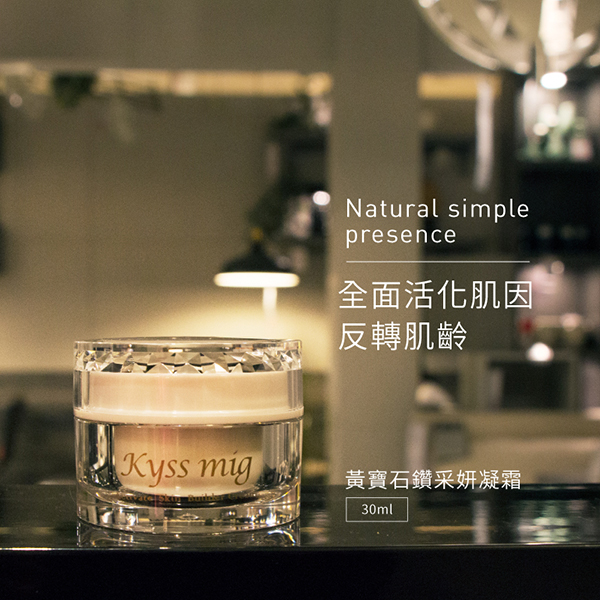 Natural simple
presence
全面活化肌因
反轉肌齡
Kyss mig
黃寶石鑽采妍凝霜
30ml